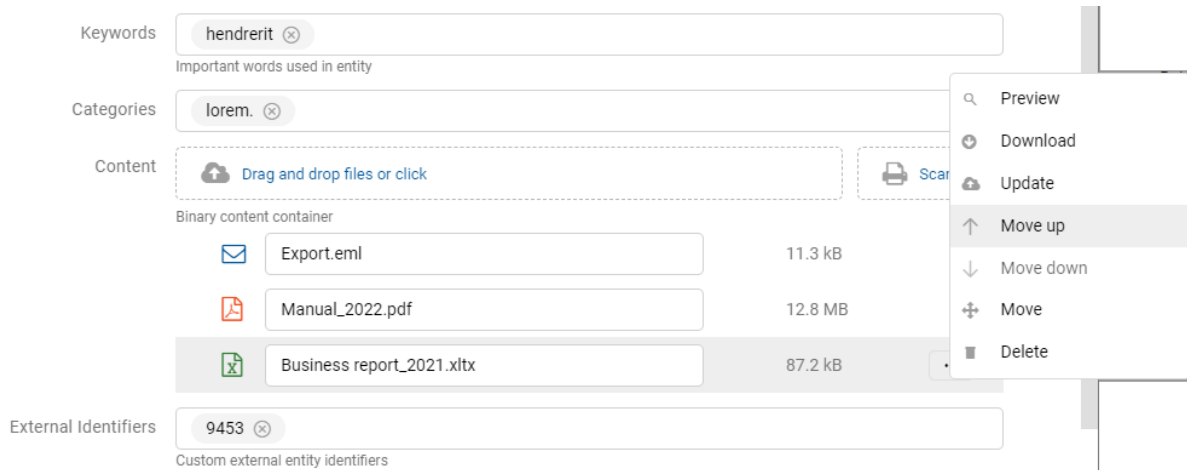 Keywords
hendrerit
Important words used in entity
Categories
lorem.
Content
Drag and drop files or click
Binary content container
Export.eml 11.3 kB
Manual_2022.pdf 12.8 MB
Business report_2021.xltx 87.2 kB
External Identifiers
9453
Custom external entity identifiers
Preview
Download
Update
Move up
Move down
Move
Delete